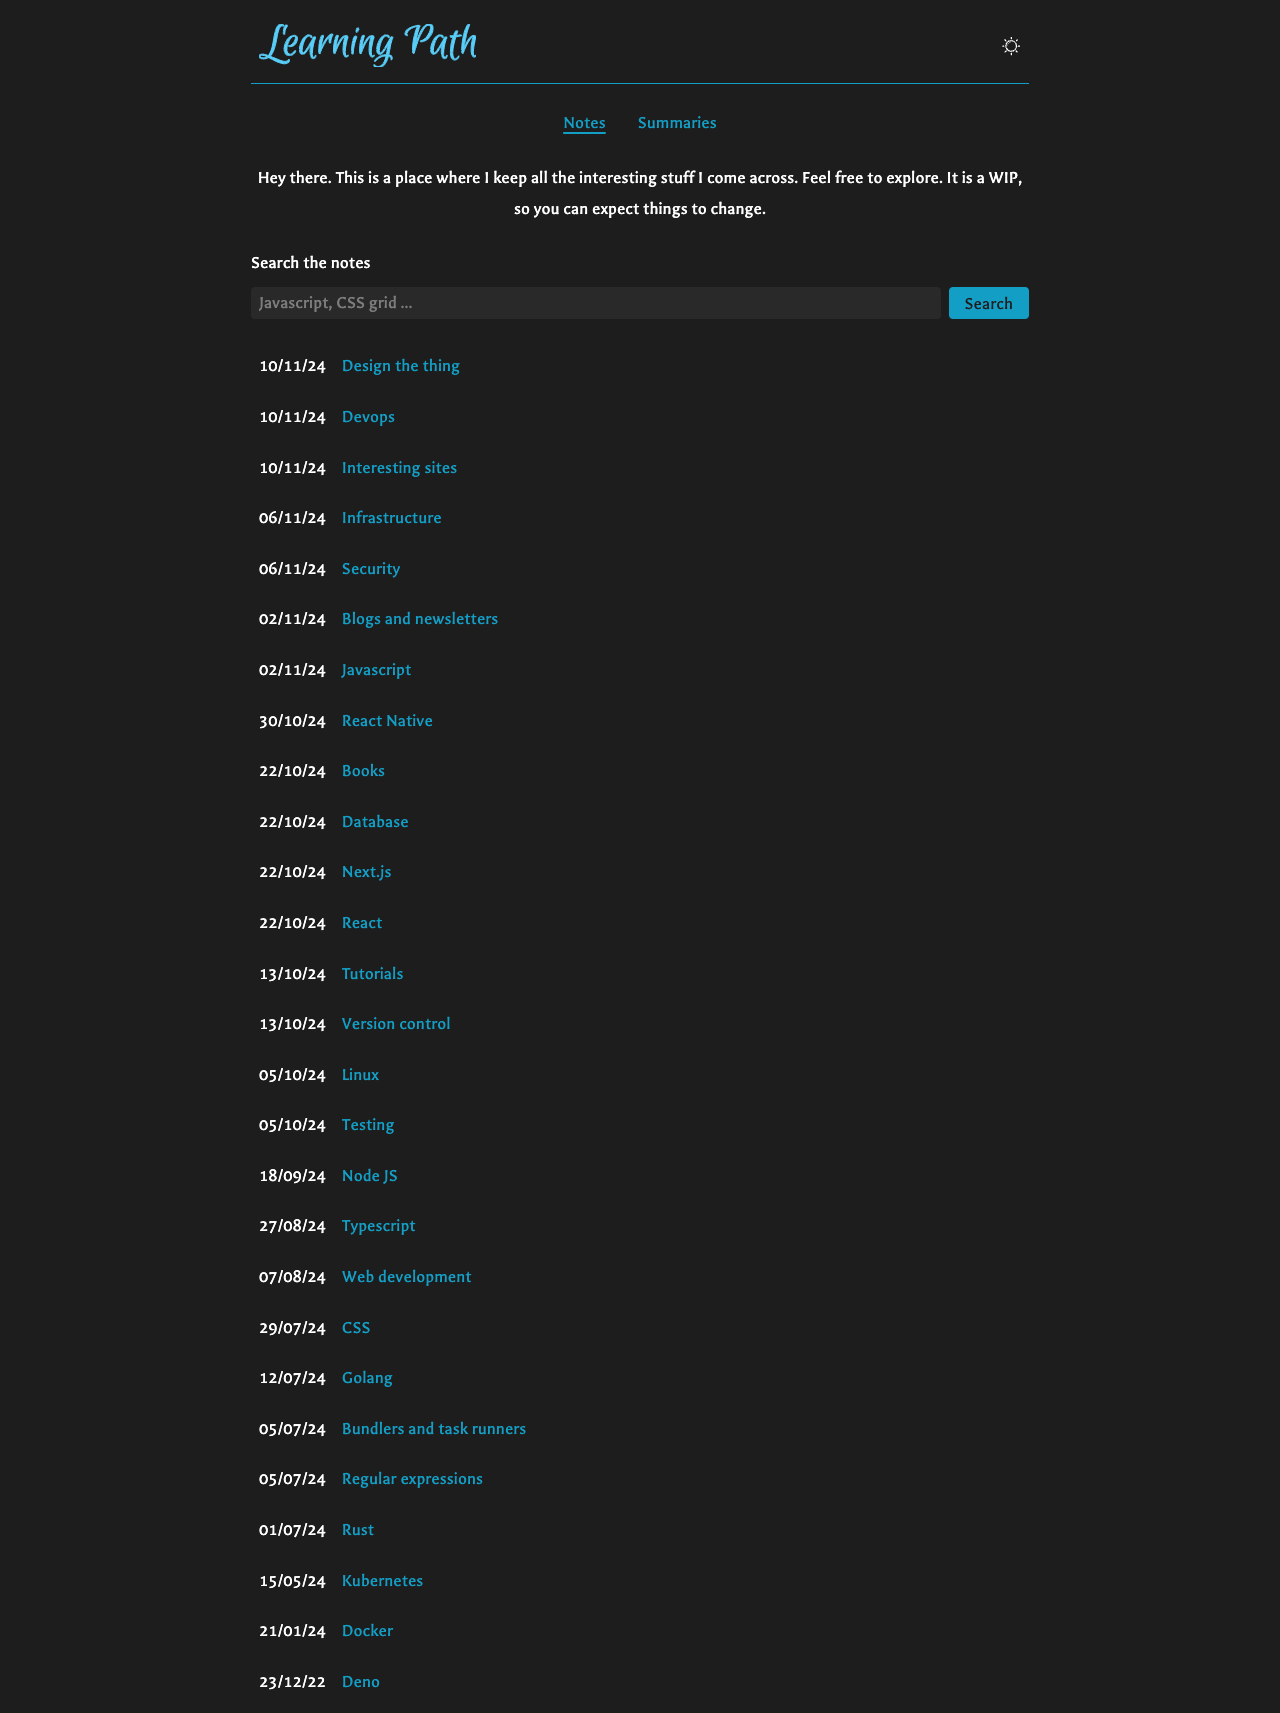 Learning Path
Notes Summaries
Hey there. This is a place where I keep all the interesting stuff I come across. Feel free to explore. It is a WIP,
so you can expect things to change.
Search the notes
Javascript, CSS grid ... Search
10/11/24 Design the thing
10/11/24 Devops
10/11/24 Interesting sites
06/11/24 Infrastructure
06/11/24 Security
02/11/24 Blogs and newsletters
02/11/24 Javascript
30/10/24 React Native
22/10/24 Books
22/10/24 Database
22/10/24 Next.js
22/10/24 React
13/10/24 Tutorials
13/10/24 Version control
05/10/24 Linux
05/10/24 Testing
18/09/24 Node JS
27/08/24 Typescript
07/08/24 Web development
29/07/24 CSS
12/07/24 Golang
05/07/24 Bundlers and task runners
05/07/24 Regular expressions
01/07/24 Rust
15/05/24 Kubernetes
21/01/24 Docker
23/12/22 Deno